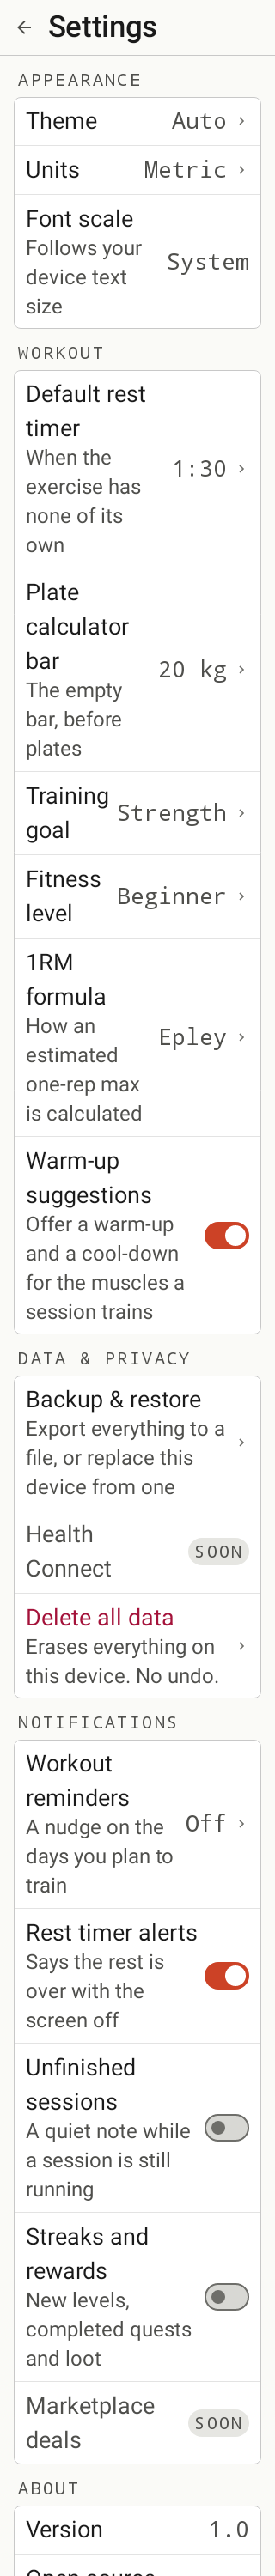 Settings
APPEARANCE
Theme
Auto
Units
Metric
Font scale
Follows your
device text
size
System
WORKOUT
Default rest
timer
When the
exercise has
none of its
own
1:30
Plate
calculator
bar
The empty
bar, before
plates
20 kg
Training
goal
Strength
Fitness
level
Beginner
1RM
formula
How an
estimated
one-rep max
is calculated
Epley
Warm-up
suggestions
Offer a warm-up
and a cool-down
for the muscles a
session trains
DATA & PRIVACY
Backup & restore
Export everything to a
file, or replace this
device from one
Health
Connect
SOON
Delete all data
Erases everything on
this device. No undo.
NOTIFICATIONS
Workout
reminders
A nudge on the
days you plan to
train
Off
Rest timer alerts
Says the rest is
over with the
screen off
Unfinished
sessions
A quiet note while
a session is still
running
Streaks and
rewards
New levels,
completed quests
and loot
Marketplace
deals
SOON
ABOUT
Version
1.0
Open source